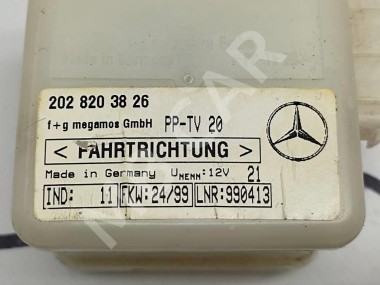 202 820 38 26
f+g megamos GmbH PP-TV 20
< FAHRTRICHTUNG >
Made in Germany UNENN:12V 21
IND: 11 FKW:24/99 LNR:990413